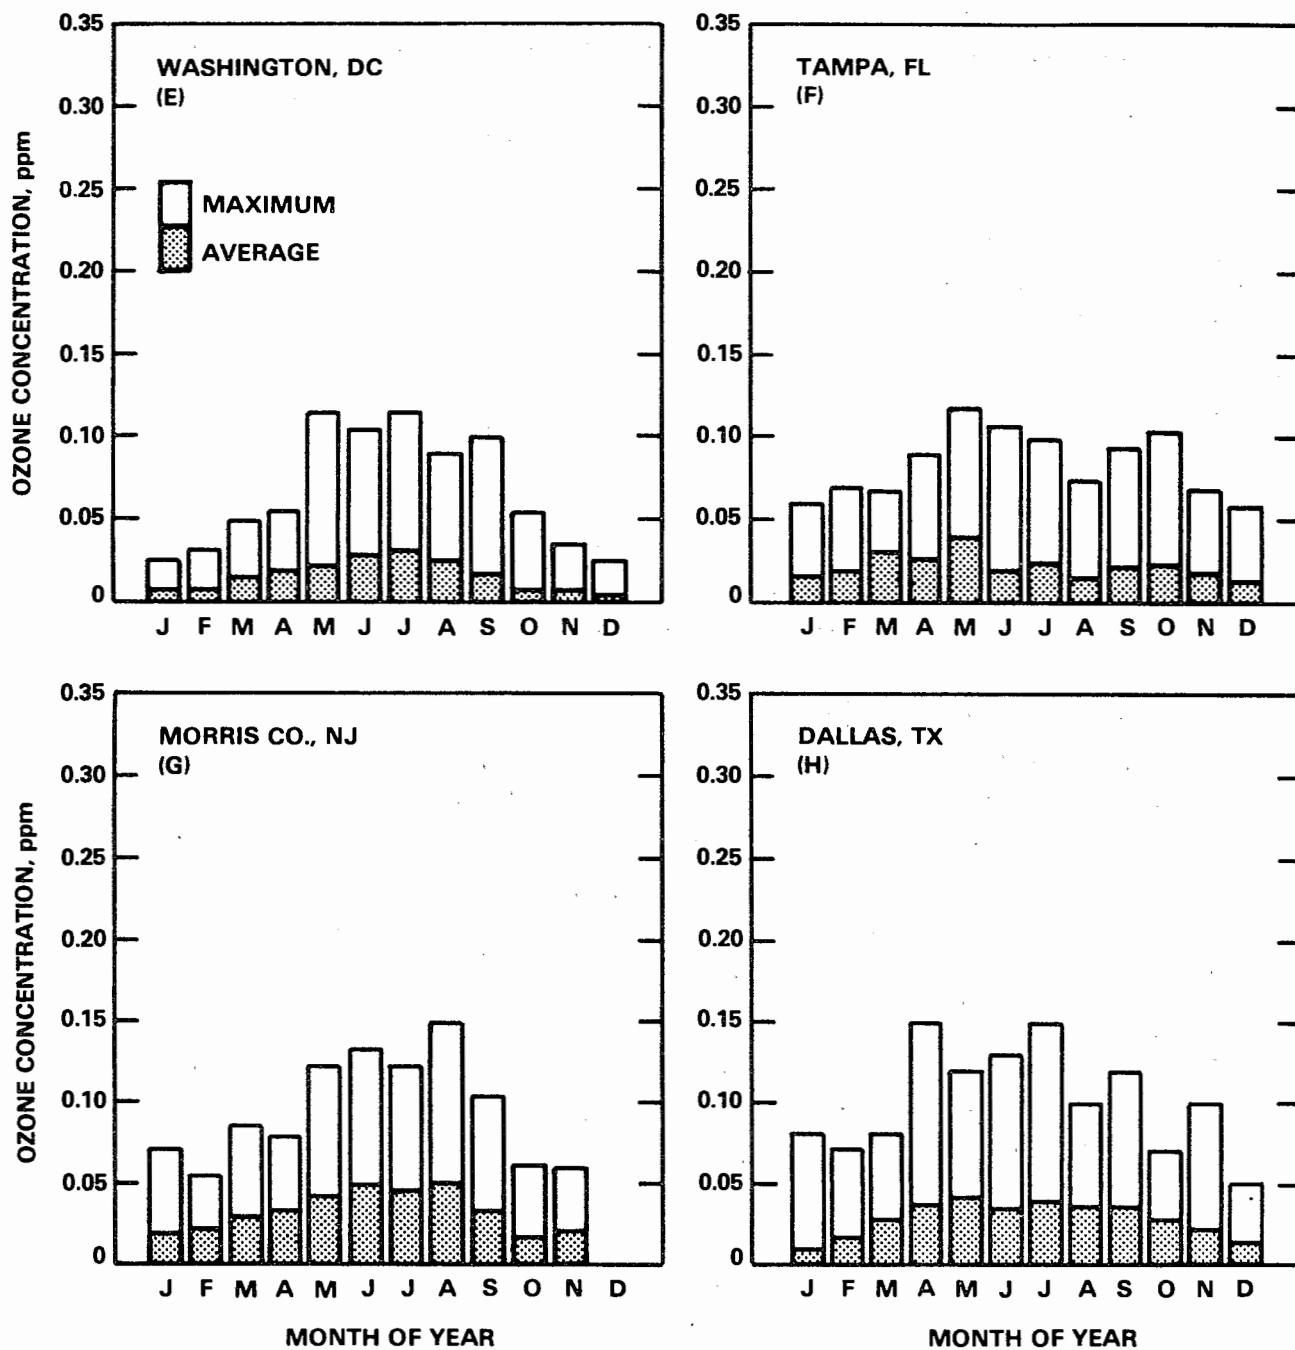 WASHINGTON, DC
(E)
MAXIMUM
AVERAGE
OZONE CONCENTRATION, ppm
0.35
0.30
0.25
0.20
0.15
0.10
0.05
0
J F M A M J J A S O N D
TAMPA, FL
(F)
0.35
0.30
0.25
0.20
0.15
0.10
0.05
0
J F M A M J J A S O N D
MORRIS CO., NJ
(G)
OZONE CONCENTRATION, ppm
0.35
0.30
0.25
0.20
0.15
0.10
0.05
0
J F M A M J J A S O N D
MONTH OF YEAR
DALLAS, TX
(H)
0.35
0.30
0.25
0.20
0.15
0.10
0.05
0
J F M A M J J A S O N D
MONTH OF YEAR